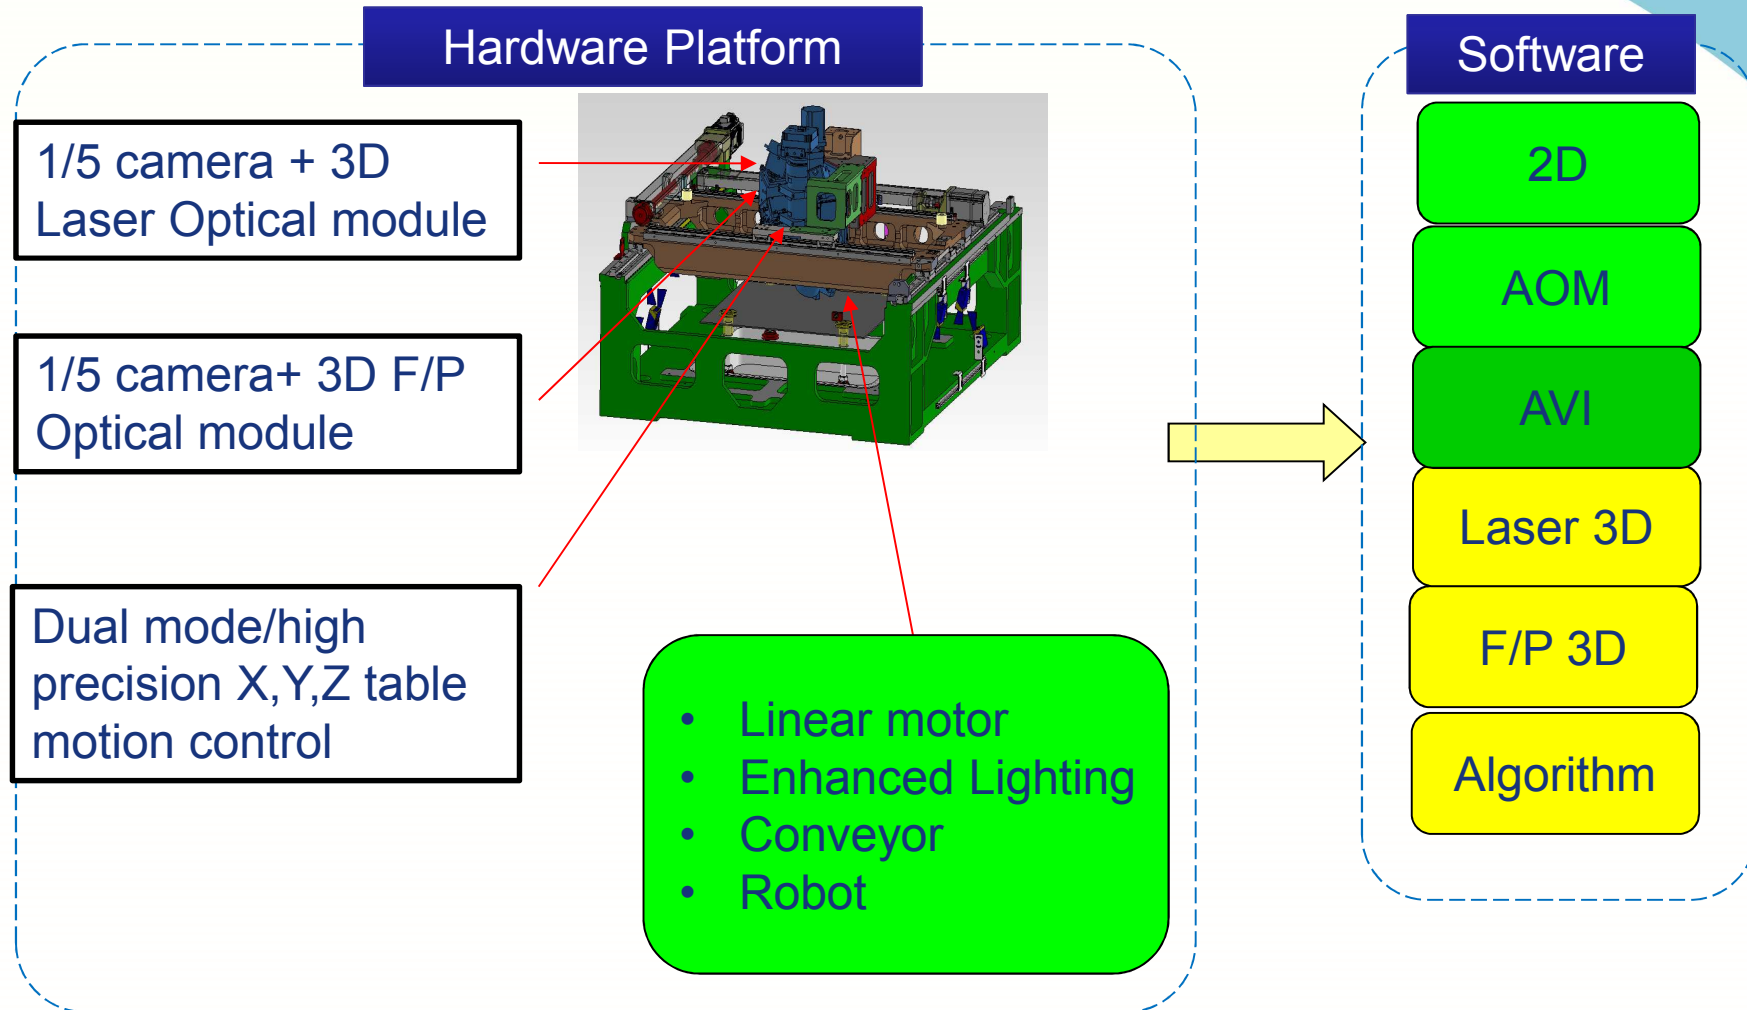 Hardware Platform
1/5 camera + 3D
Laser Optical module
1/5 camera+ 3D F/P
Optical module
Dual mode/high
precision X,Y,Z table
motion control
• Linear motor
• Enhanced Lighting
• Conveyor
• Robot
Software
2D
AOM
AVI
Laser 3D
F/P 3D
Algorithm